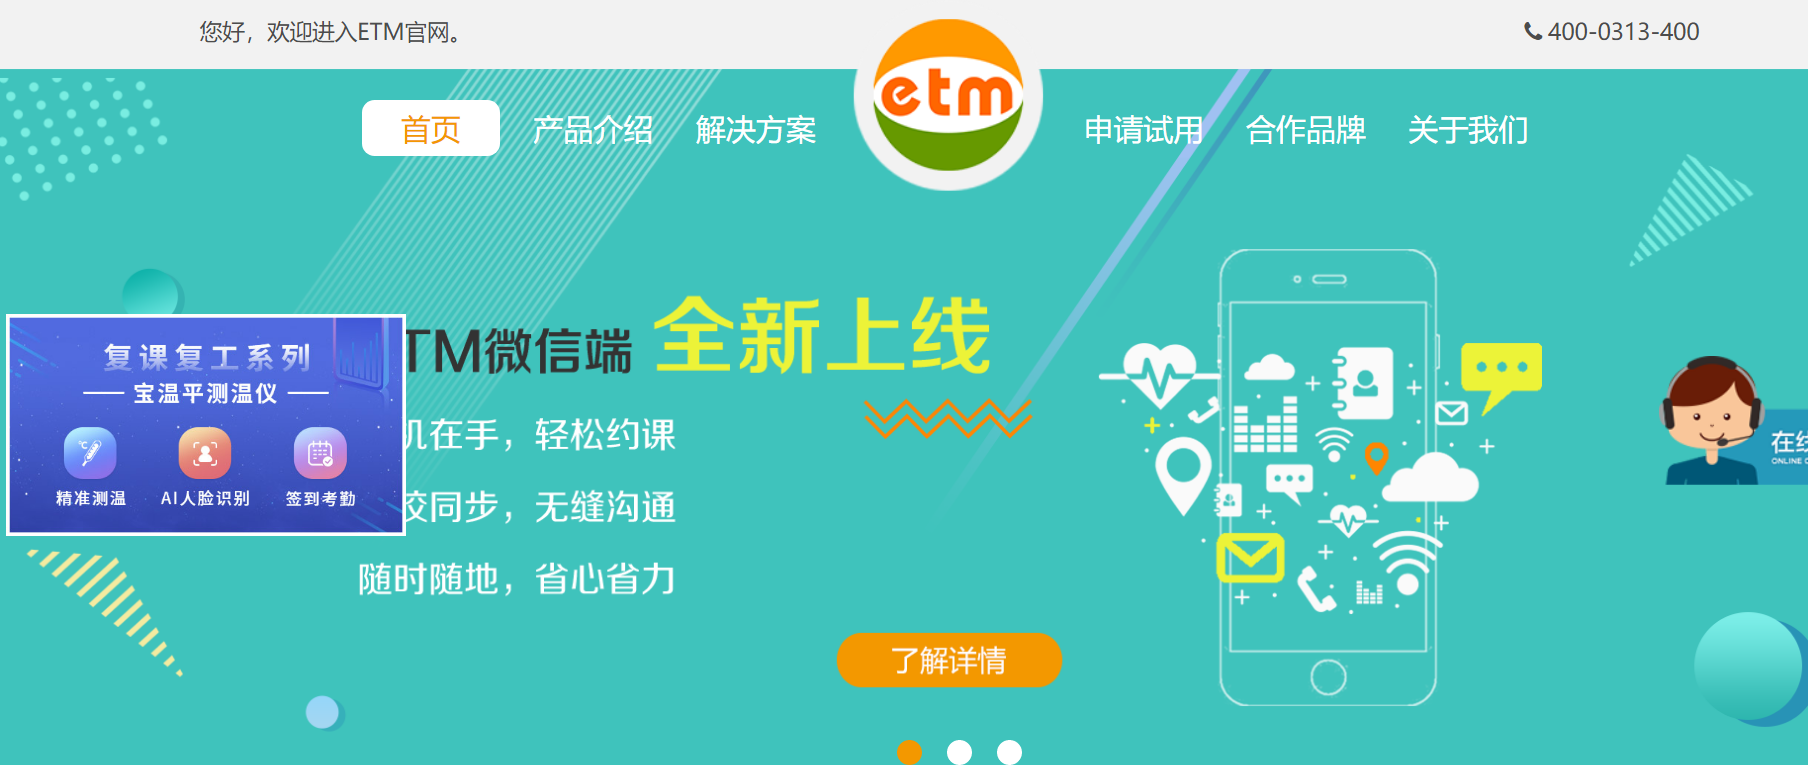 您好，欢迎进入ETM官网。
400-0313-400
etm
首页
产品介绍
解决方案
申请试用
合作品牌
关于我们
TM微信端 全新上线
机在手，轻松约课
校同步，无缝沟通
随时随地，省心省力
了解详情
复课复工系列
宝温平测温仪
℃
精准测温
AI人脸识别
签到考勤
在线
ONLINE